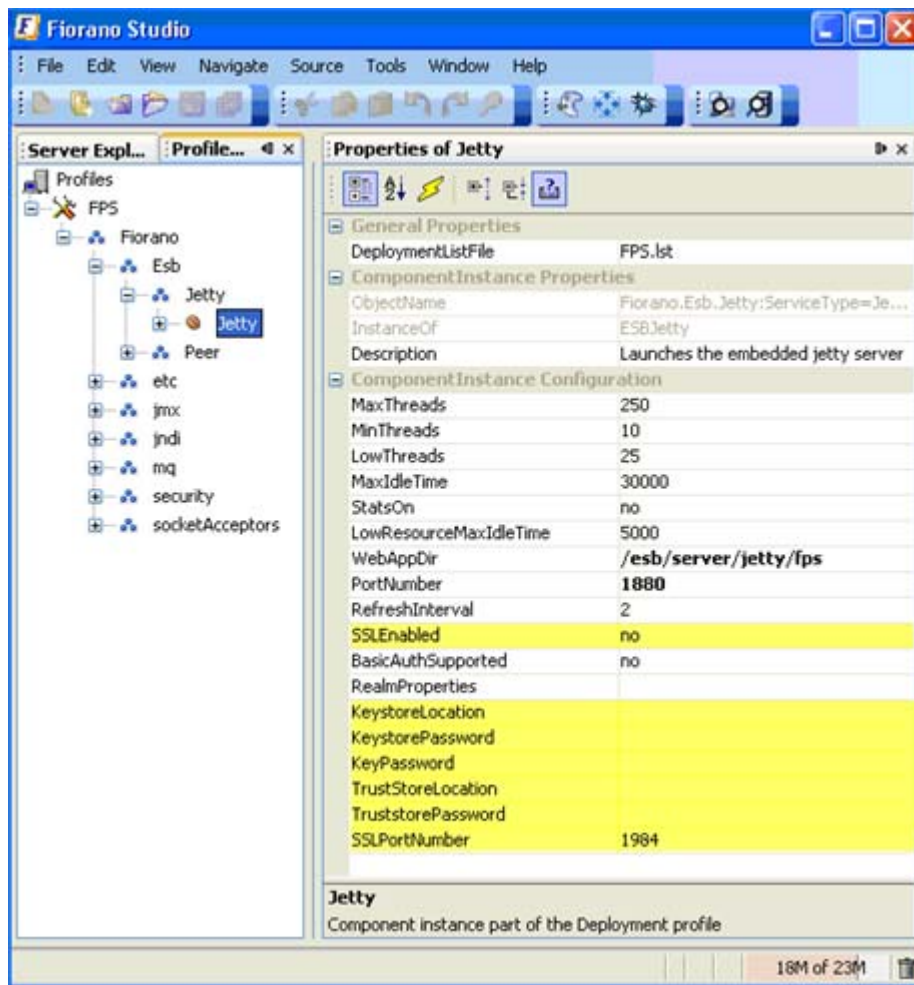 Fiorano Studio
File Edit View Navigate Source Tools Window Help
Server Expl... Profile...
Profiles
FPS
Fiorano
Esb
Jetty
Jetty
Peer
etc
jmx
jndi
mq
security
socketAcceptors
Properties of Jetty
General Properties
DeploymentListFile FPS.lst
ComponentInstance Properties
ObjectName Fiorano.Esb.Jetty:ServiceType=Je...
InstanceOf ESBJetty
Description Launches the embedded jetty server
ComponentInstance Configuration
MaxThreads 250
MinThreads 10
LowThreads 25
MaxIdleTime 30000
StatsOn no
LowResourceMaxIdleTime 5000
WebAppDir /esb/server/jetty/fps
PortNumber 1880
RefreshInterval 2
SSLEnabled no
BasicAuthSupported no
RealmProperties
KeystoreLocation
KeystorePassword
KeyPassword
TrustStoreLocation
TruststorePassword
SSLPortNumber 1984
Jetty
Component instance part of the Deployment profile
18M of 23M